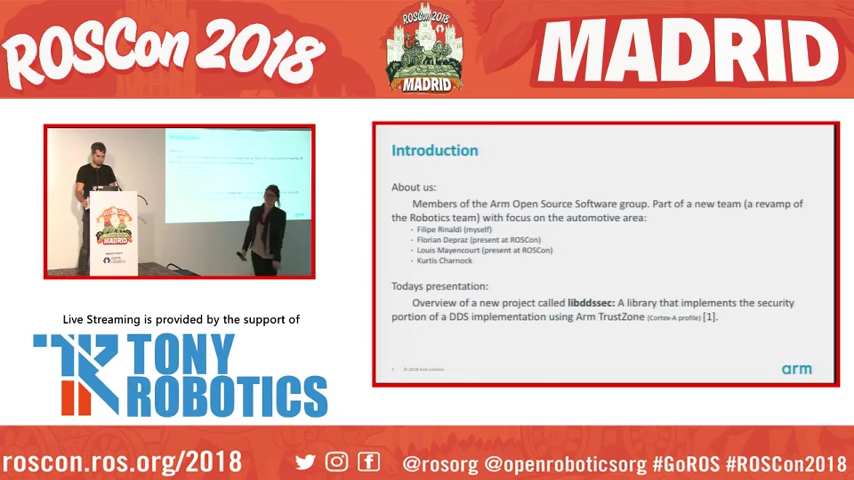 ROSCon 2018
ROSCon 2018
MADRID
MADRID
MADRID
Introduction
About us:
Members of the Arm Open Source Software group. Part of a new team (a revamp of
the Robotics team) with focus on the automotive area:
- Filipe Rinaldi (myself)
- Florian Depraz (present at ROSCon)
- Louis Mayencourt (present at ROSCon)
- Kurtis Charnock
Todays presentation:
Overview of a new project called libddssec: A library that implements the security
portion of a DDS implementation using Arm TrustZone (Cortex-A profile) [1].
arm
Live Streaming is provided by the support of
TONY
ROBOTICS
roscon.ros.org/2018
@rosorg @openroboticsorg #GoROS #ROSCon2018